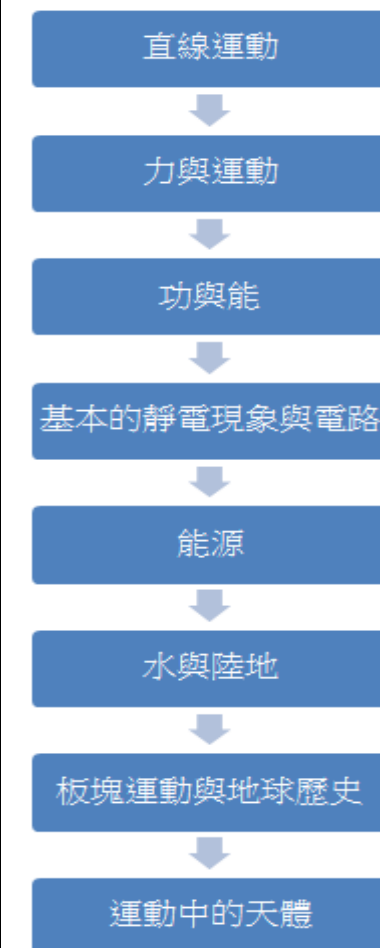 直線運動
力與運動
功與能
基本的靜電現象與電路
能源
水與陸地
板塊運動與地球歷史
運動中的天體